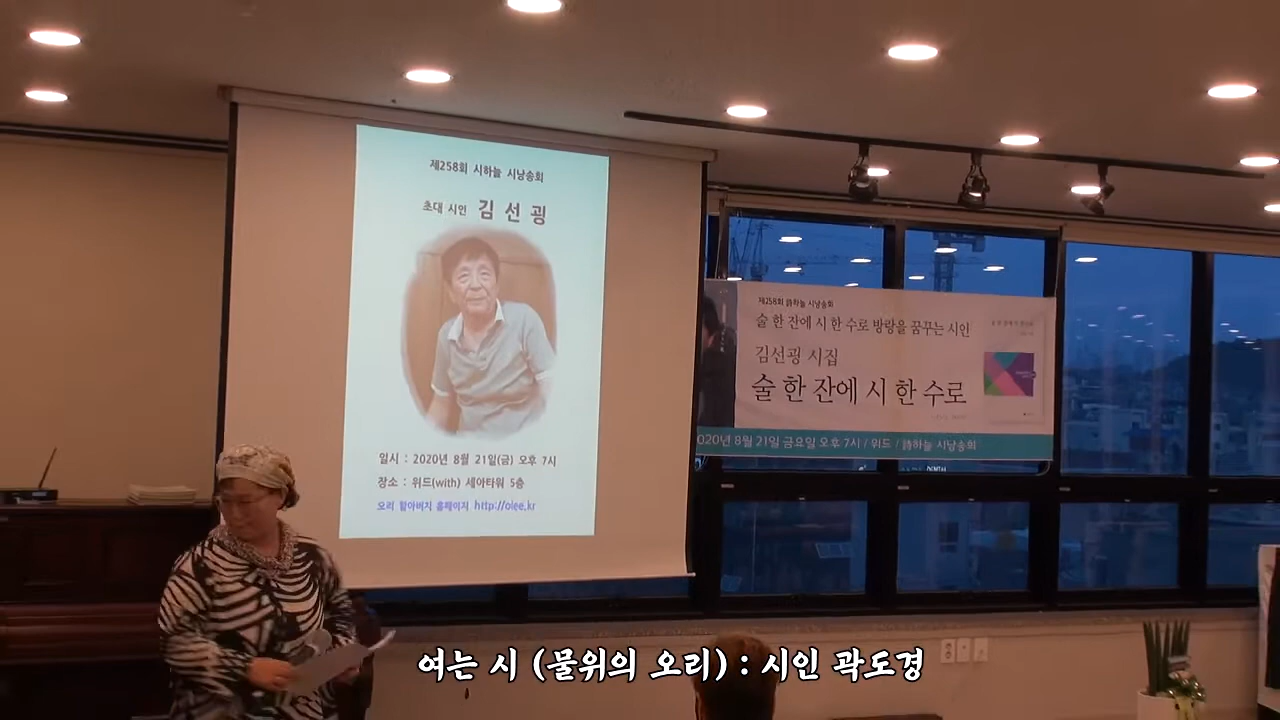 제258회 시하늘 시낭송회
초대 시인 김 선 굉
일시 : 2020년 8월 21일(금) 오후 7시
장소 : 위드(with) 세아타워 5층
오리 할아버지 홈페이지 http://oiee.kr
제258회 詩하늘 시낭송회
술 한 잔에 시 한 수로 방랑을 꿈꾸는 시인
김선굉 시집
술 한 잔에 시 한 수로
2020년 8월 21일 금요일 오후 7시 / 위드 / 詩하늘 시낭송회
여는 시 (물위의 오리) : 시인 곽도경